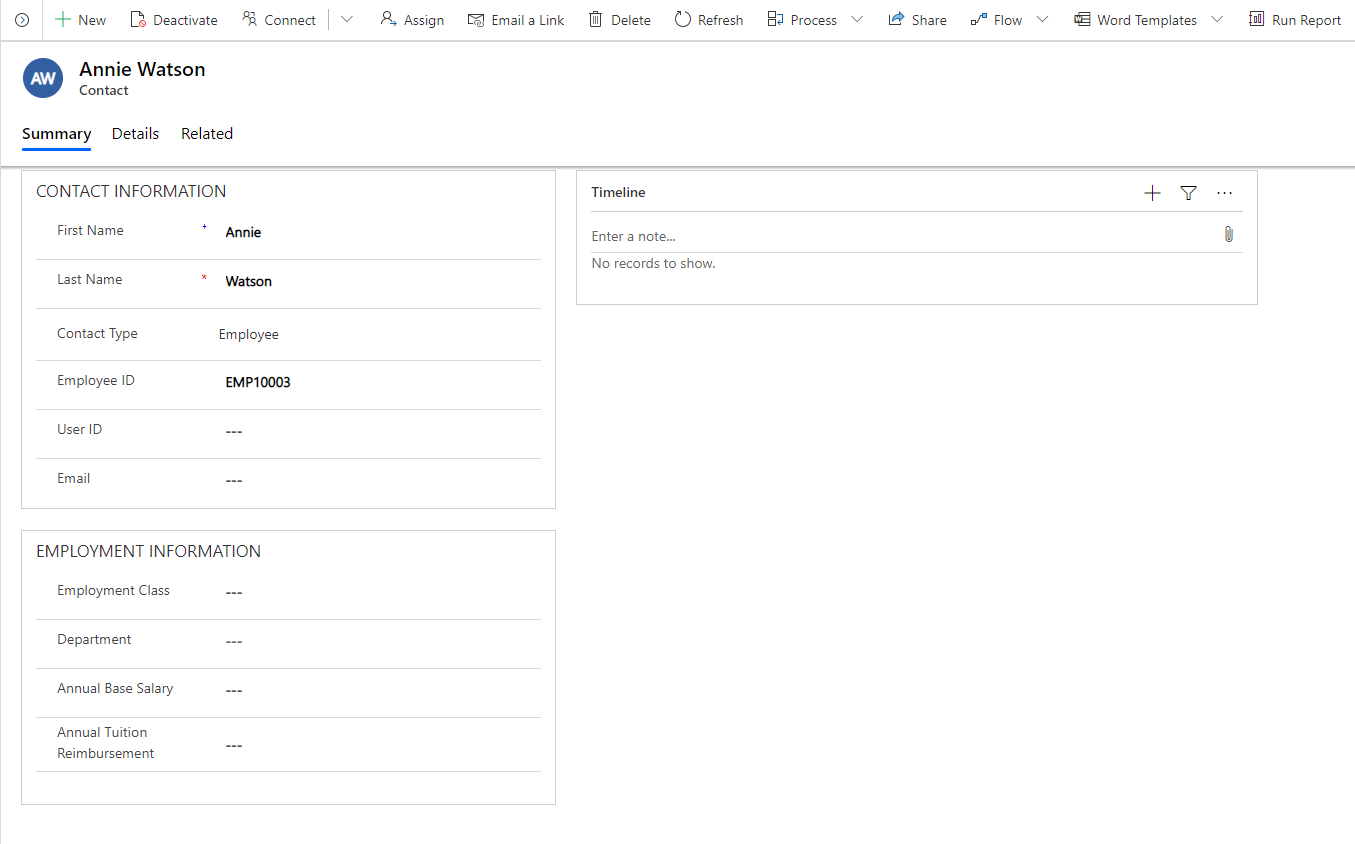 New Deactivate Connect Assign Email a Link Delete Refresh Process Share Flow Word Templates Run Report
AW
Annie Watson
Contact
Summary Details Related
CONTACT INFORMATION
First Name + Annie
Last Name * Watson
Contact Type Employee
Employee ID EMP10003
User ID ---
Email ---
EMPLOYMENT INFORMATION
Employment Class ---
Department ---
Annual Base Salary ---
Annual Tuition
Reimbursement ---
Timeline
Enter a note...
No records to show.